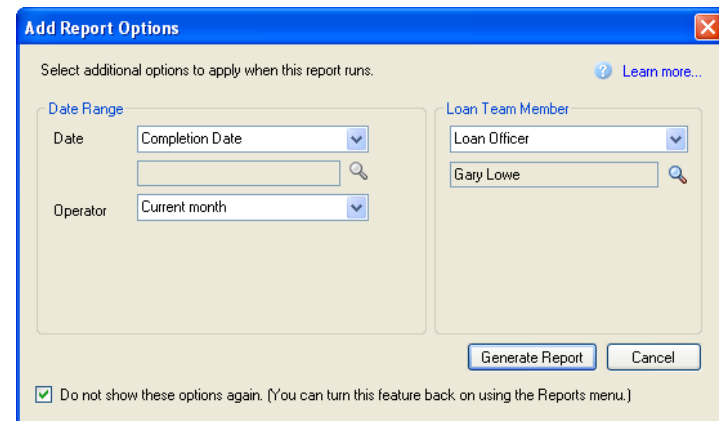 Add Report Options
Select additional options to apply when this report runs.
Learn more...
Date Range
Date
Completion Date
Operator
Current month
Loan Team Member
Loan Officer
Gary Lowe
Generate Report
Cancel
Do not show these options again. (You can turn this feature back on using the Reports menu.)